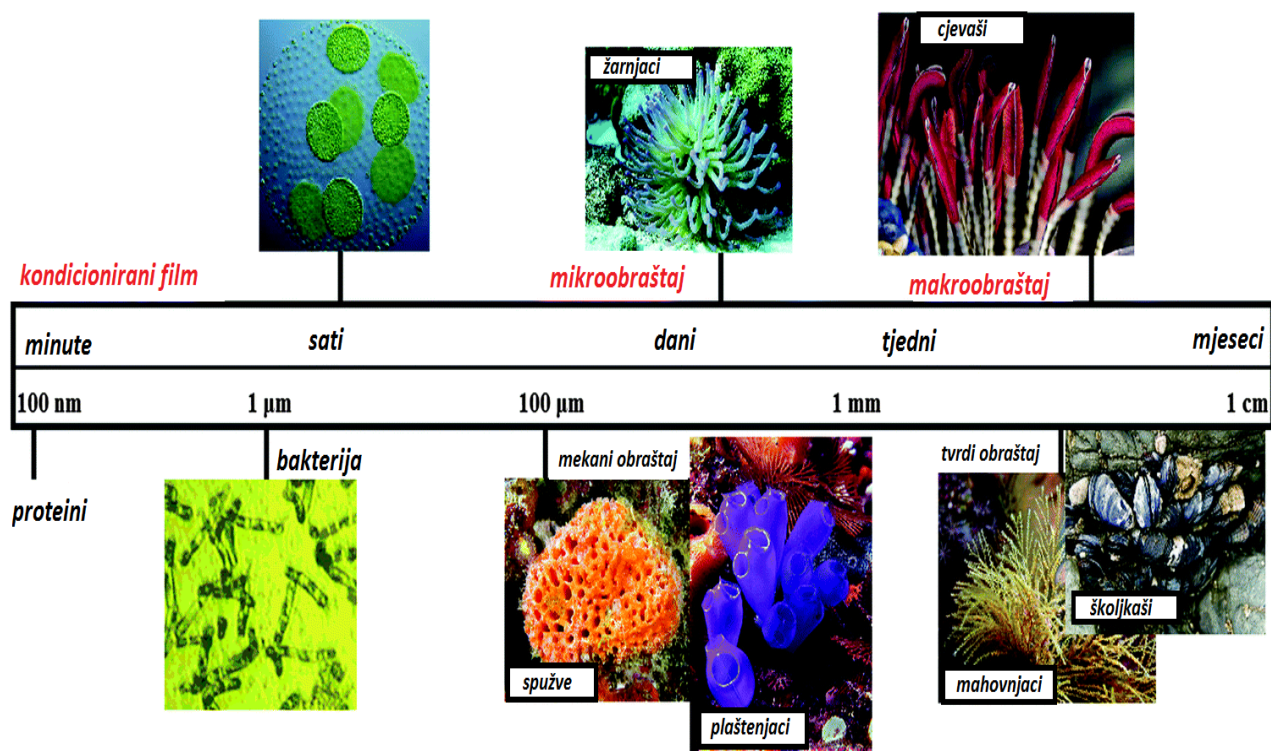 žarnjaci
cjevaši
kondicionirani film
mikroobraštaj
makroobraštaj
minute
sati
dani
tjedni
mjeseci
100 nm
1 µm
100 µm
1 mm
1 cm
proteini
bakterija
mekani obraštaj
tvrdi obraštaj
spužve
plaštenjaci
mahovnjaci
školjkaši